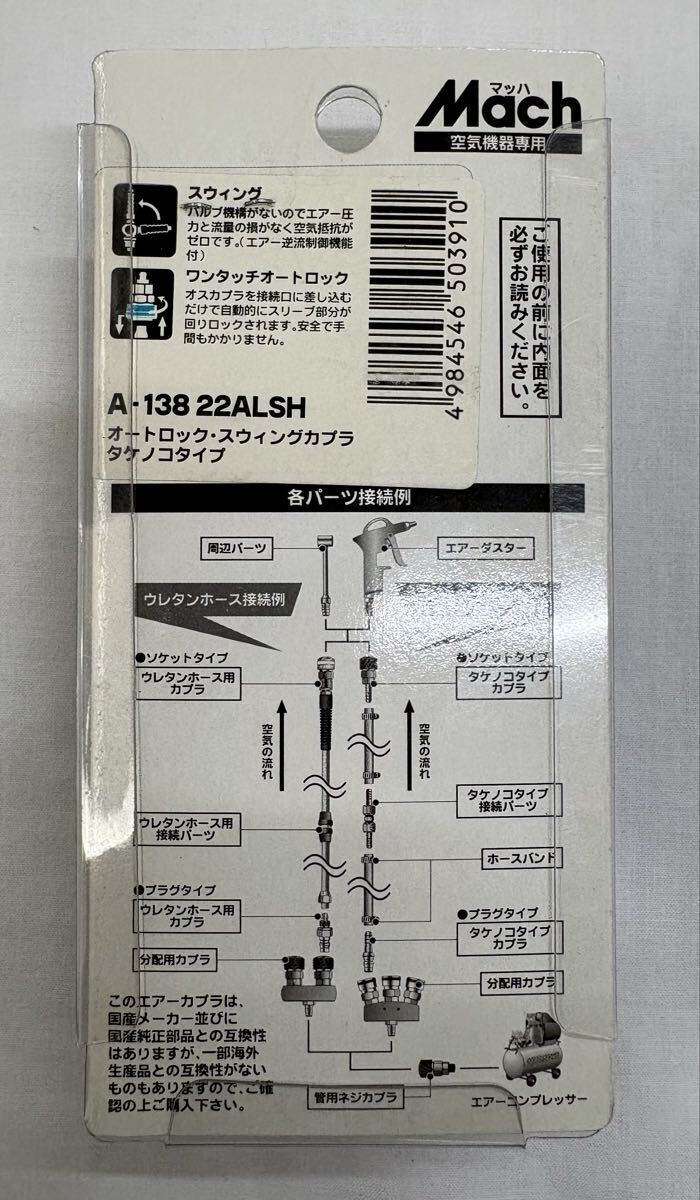 マッハ
Mach
空気機器専用
スウィング
バルブ機構がないのでエアー圧
力と流量の損がなく空気抵抗が
ゼロです。(エアー逆流制御機能
付)
ワンタッチオートロック
オスカプラを接続口に差し込む
だけで自動的にスリーブ部分が
回りロックされます。安全で手
間もかかりません。
4 984546 503910
ご使用の前に内面を
必ずお読みください。
A-138 22ALSH
オートロック・スウィングカプラ
タケノコタイプ
各パーツ接続例
周辺パーツ
エアーダスター
ウレタンホース接続例
●ソケットタイプ
ウレタンホース用
カプラ
●ソケットタイプ
タケノコタイプ
カプラ
空気の流れ
空気の流れ
ウレタンホース用
接続パーツ
タケノコタイプ
接続パーツ
ホースバンド
●プラグタイプ
ウレタンホース用
カプラ
●プラグタイプ
タケノコタイプ
カプラ
分配用カプラ
分配用カプラ
このエアーカプラは、
国産メーカー並びに
国産純正部品との互換性
はありますが、一部海外
生産品との互換性がない
ものもありますので、ご確
認の上ご購入下さい。
管用ネジカプラ
エアーコンプレッサー